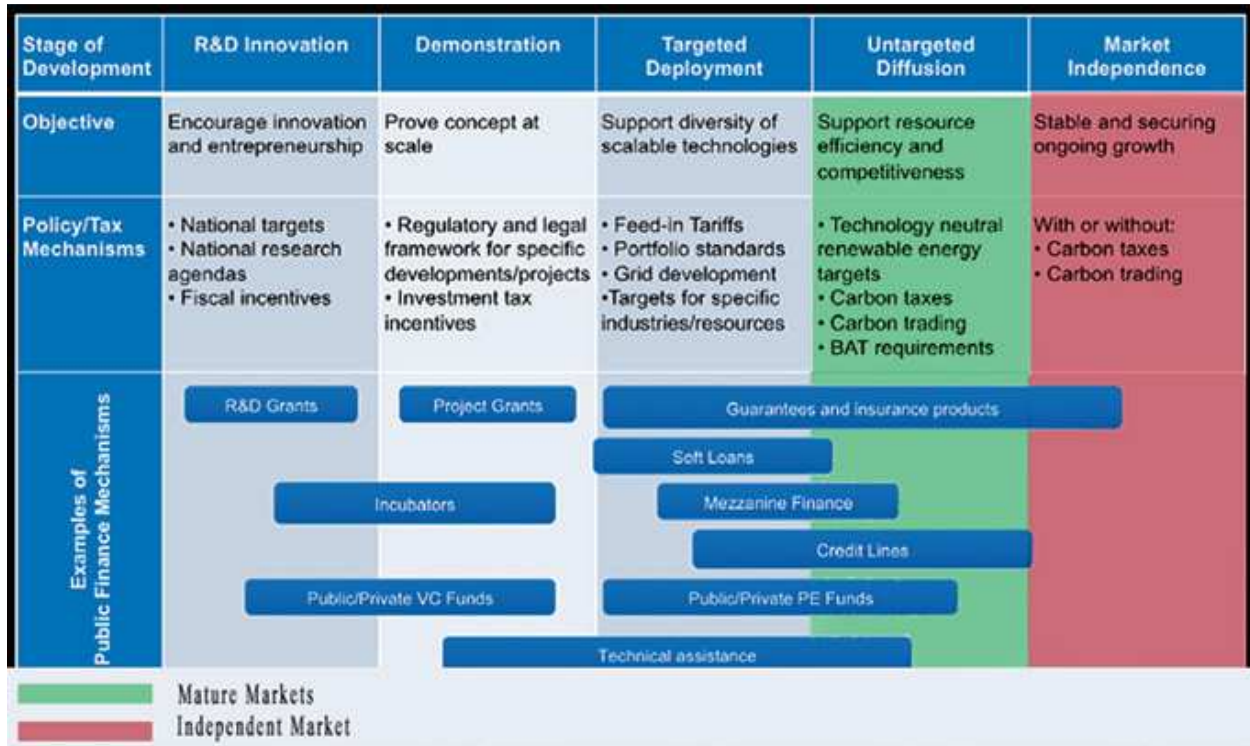 Stage of
Development
R&D Innovation
Demonstration
Targeted
Deployment
Untargeted
Diffusion
Market
Independence
Objective
Encourage innovation
and entrepreneurship
Prove concept at
scale
Support diversity of
scalable technologies
Support resource
efficiency and
competitiveness
Stable and securing
ongoing growth
Policy/Tax
Mechanisms
• National targets
• National research
agendas
• Fiscal incentives
• Regulatory and legal
framework for specific
developments/projects
• Investment tax
incentives
• Feed-in Tariffs
• Portfolio standards
• Grid development
•Targets for specific
industries/resources
• Technology neutral
renewable energy
targets
• Carbon taxes
• Carbon trading
• BAT requirements
With or without:
• Carbon taxes
• Carbon trading
Examples of
Public Finance Mechanisms
R&D Grants
Project Grants
Guarantees and insurance products
Soft Loans
Incubators
Mezzanine Finance
Credit Lines
Public/Private VC Funds
Public/Private PE Funds
Technical assistance
Mature Markets
Independent Market